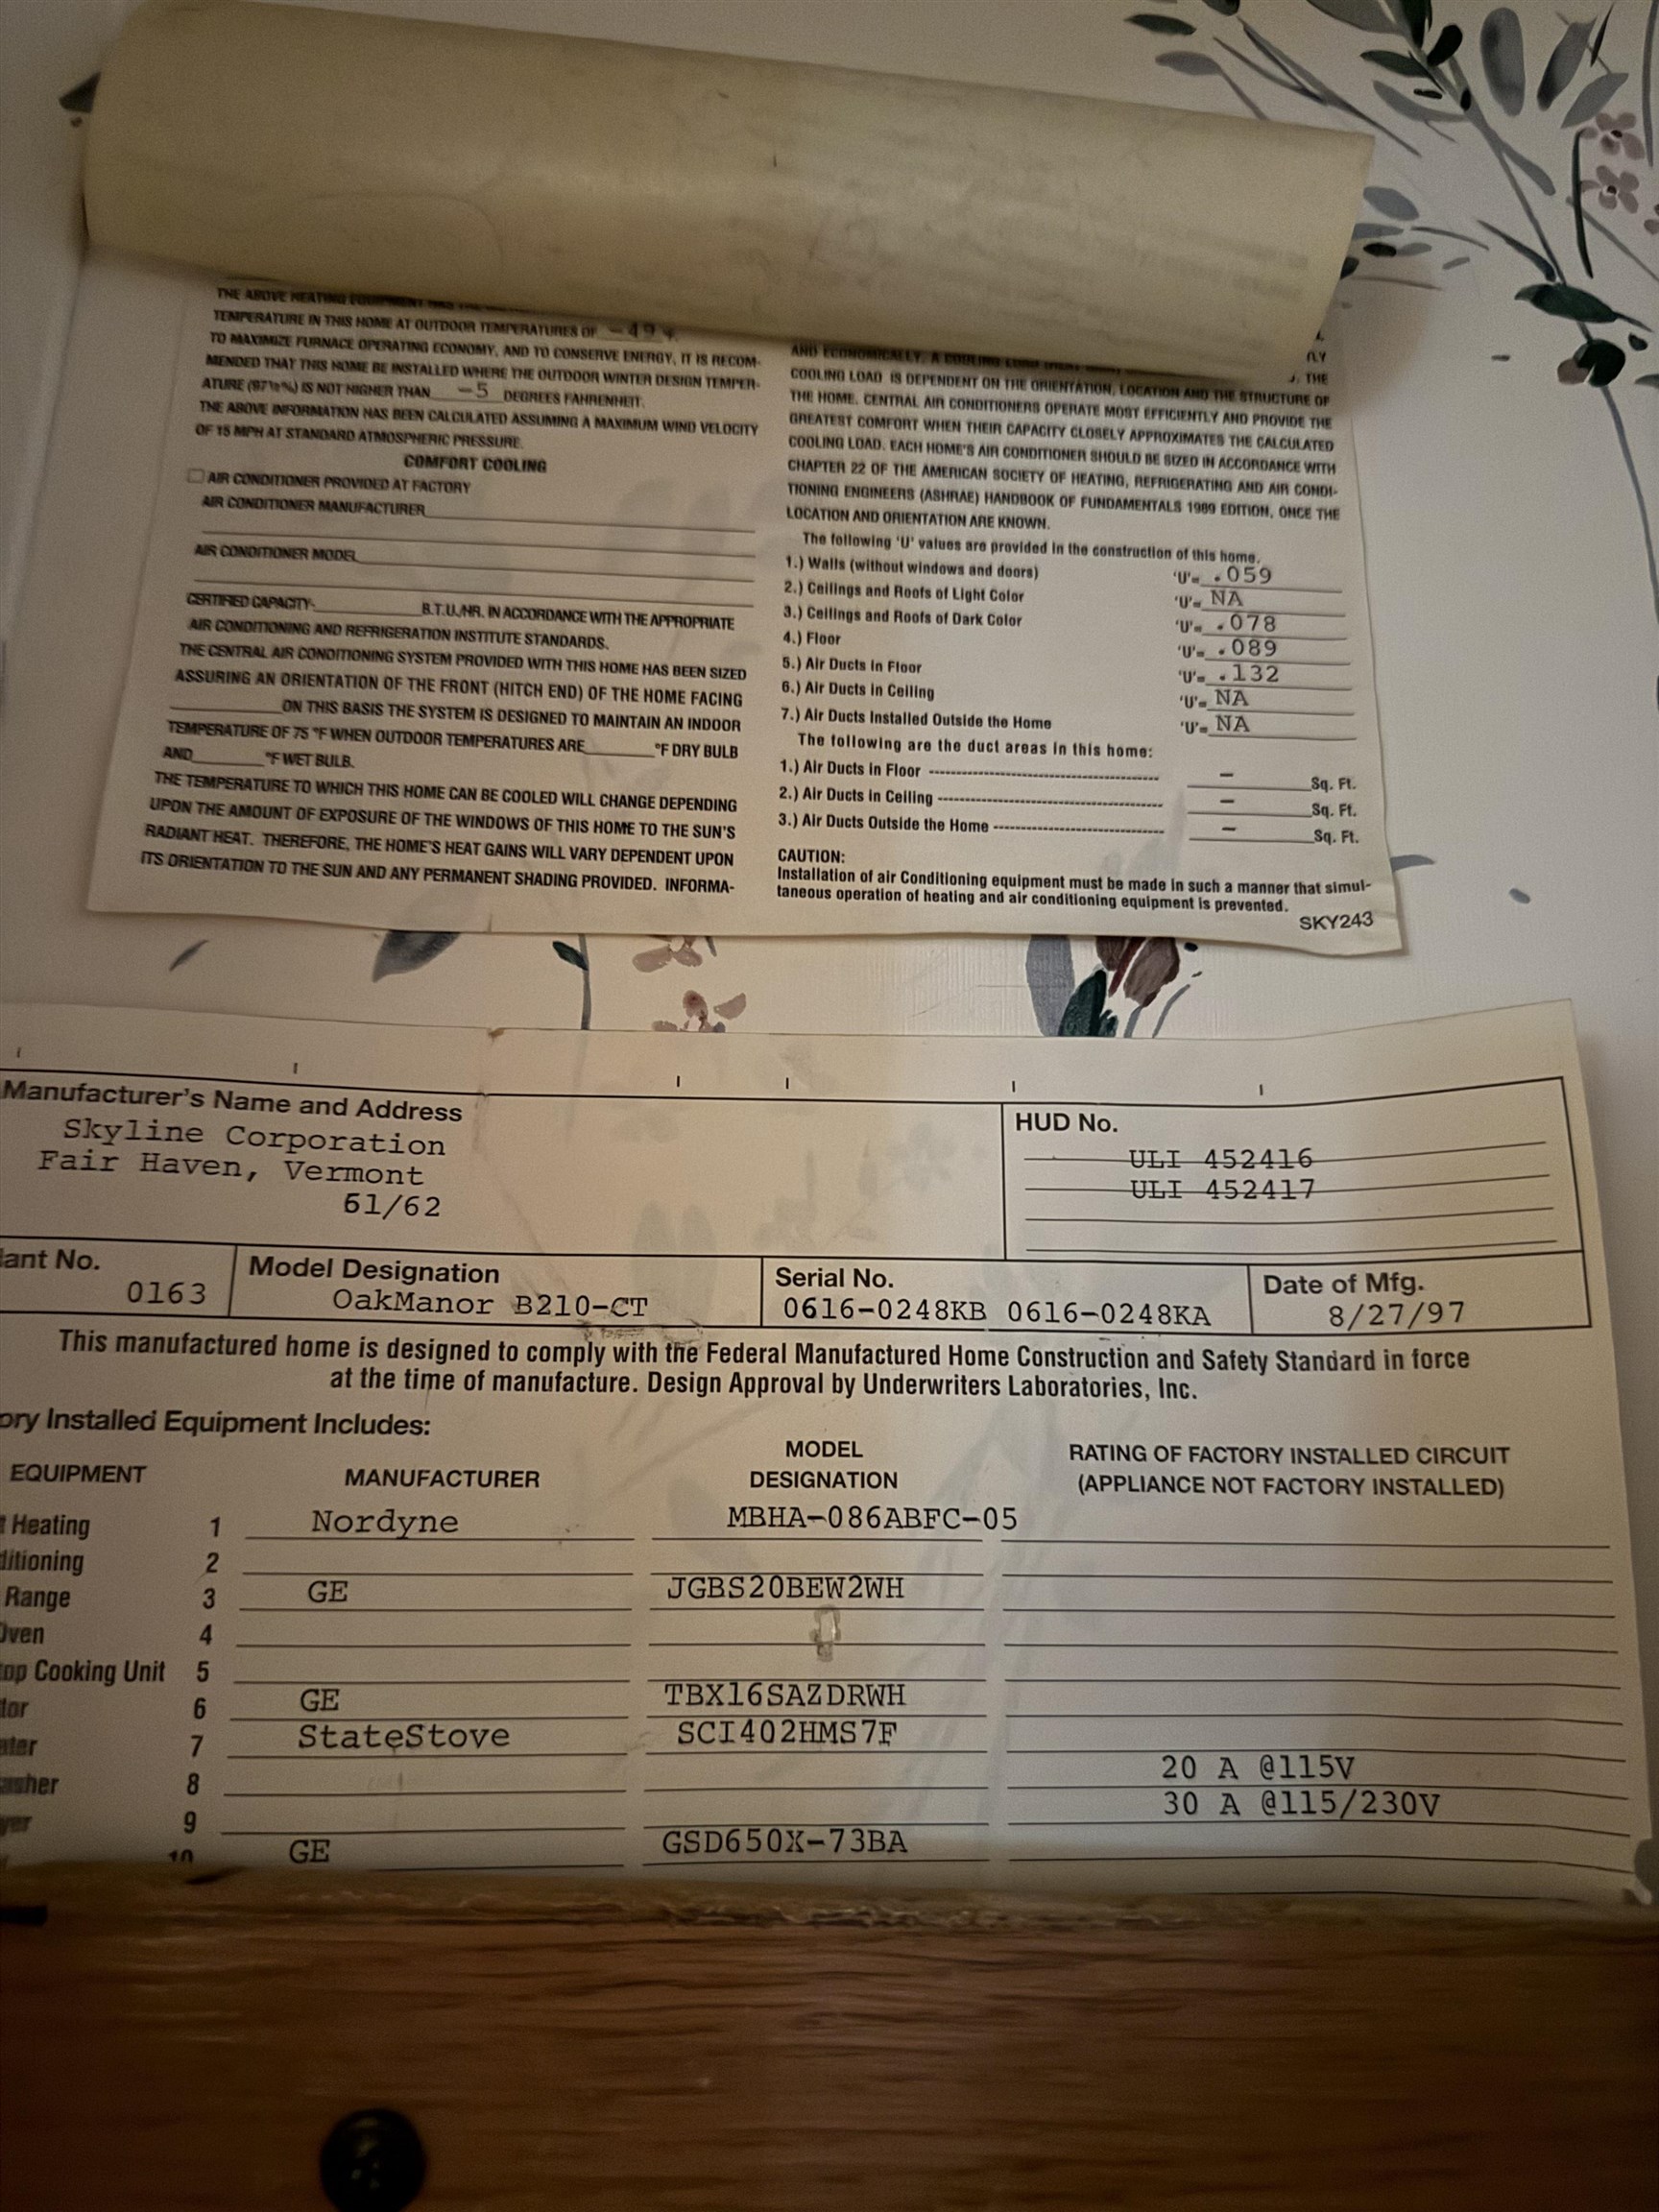 THE ABOVE HEATING EQUIPMENT HAS THE
TEMPERATURE IN THIS HOME AT OUTDOOR TEMPERATURES OF -49
TO MAXIMIZE FURNACE OPERATING ECONOMY, AND TO CONSERVE ENERGY, IT IS RECOM-
MENDED THAT THIS HOME BE INSTALLED WHERE THE OUTDOOR WINTER DESIGN TEMPER-
ATURE (97½%) IS NOT HIGHER THAN -5 DEGREES FAHRENHEIT.
THE ABOVE INFORMATION HAS BEEN CALCULATED ASSUMING A MAXIMUM WIND VELOCITY
OF 15 MPH AT STANDARD ATMOSPHERIC PRESSURE.
COMFORT COOLING
AIR CONDITIONER PROVIDED AT FACTORY
AIR CONDITIONER MANUFACTURER
AIR CONDITIONER MODEL
CERTIFIED CAPACITY- B.T.U./HR. IN ACCORDANCE WITH THE APPROPRIATE
AIR CONDITIONING AND REFRIGERATION INSTITUTE STANDARDS.
THE CENTRAL AIR CONDITIONING SYSTEM PROVIDED WITH THIS HOME HAS BEEN SIZED
ASSURING AN ORIENTATION OF THE FRONT (HITCH END) OF THE HOME FACING
ON THIS BASIS THE SYSTEM IS DESIGNED TO MAINTAIN AN INDOOR
TEMPERATURE OF 75 °F WHEN OUTDOOR TEMPERATURES ARE °F DRY BULB
AND °F WET BULB.
THE TEMPERATURE TO WHICH THIS HOME CAN BE COOLED WILL CHANGE DEPENDING
UPON THE AMOUNT OF EXPOSURE OF THE WINDOWS OF THIS HOME TO THE SUN'S
RADIANT HEAT. THEREFORE, THE HOME'S HEAT GAINS WILL VARY DEPENDENT UPON
ITS ORIENTATION TO THE SUN AND ANY PERMANENT SHADING PROVIDED. INFORMA-
AND ECONOMICALLY, A COOLING LOAD
THE
COOLING LOAD IS DEPENDENT ON THE ORIENTATION, LOCATION AND THE STRUCTURE OF
THE HOME. CENTRAL AIR CONDITIONERS OPERATE MOST EFFICIENTLY AND PROVIDE THE
GREATEST COMFORT WHEN THEIR CAPACITY CLOSELY APPROXIMATES THE CALCULATED
COOLING LOAD. EACH HOME'S AIR CONDITIONER SHOULD BE SIZED IN ACCORDANCE WITH
CHAPTER 22 OF THE AMERICAN SOCIETY OF HEATING, REFRIGERATING AND AIR CONDI-
TIONING ENGINEERS (ASHRAE) HANDBOOK OF FUNDAMENTALS 1989 EDITION, ONCE THE
LOCATION AND ORIENTATION ARE KNOWN.
The following 'U' values are provided in the construction of this home.
1.) Walls (without windows and doors) 'U'= .059
2.) Ceilings and Roofs of Light Color 'U'= NA
3.) Ceilings and Roofs of Dark Color 'U'= .078
4.) Floor 'U'= .089
5.) Air Ducts in Floor 'U'= .132
6.) Air Ducts in Ceiling 'U'= NA
7.) Air Ducts Installed Outside the Home 'U'= NA
The following are the duct areas in this home:
1.) Air Ducts in Floor - Sq. Ft.
2.) Air Ducts in Ceiling - Sq. Ft.
3.) Air Ducts Outside the Home - Sq. Ft.
CAUTION:
Installation of air Conditioning equipment must be made in such a manner that simul-
taneous operation of heating and air conditioning equipment is prevented.
SKY243
Manufacturer's Name and Address
Skyline Corporation
Fair Haven, Vermont
61/62
HUD No.
ULI 452416
ULI 452417
lant No.
0163
Model Designation
OakManor B210-CT
Serial No.
0616-0248KB 0616-0248KA
Date of Mfg.
8/27/97
This manufactured home is designed to comply with the Federal Manufactured Home Construction and Safety Standard in force
at the time of manufacture. Design Approval by Underwriters Laboratories, Inc.
ory Installed Equipment Includes:
EQUIPMENT MANUFACTURER MODEL DESIGNATION RATING OF FACTORY INSTALLED CIRCUIT (APPLIANCE NOT FACTORY INSTALLED)
t Heating 1 Nordyne MBHA-086ABFC-05
ditioning 2
Range 3 GE JGBS20BEW2WH
Oven 4
top Cooking Unit 5
tor 6 GE TBX16SAZDRWH
ater 7 StateStove SCI402HMS7F
asher 8 20 A @115V
yer 9 30 A @115/230V
10 GE GSD650X-73BA